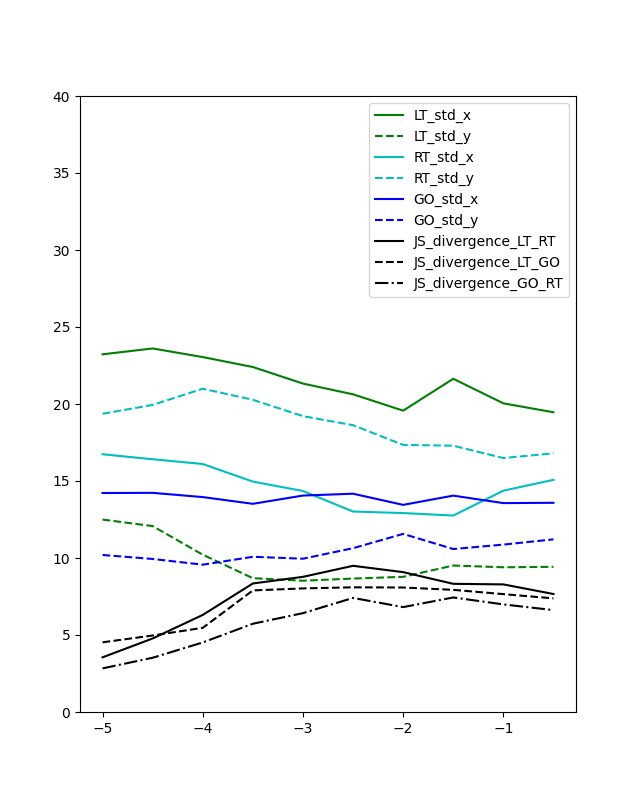 40
35
30
25
20
15
10
5
0
−5
−4
−3
−2
−1
LT_std_x
LT_std_y
RT_std_x
RT_std_y
GO_std_x
GO_std_y
JS_divergence_LT_RT
JS_divergence_LT_GO
JS_divergence_GO_RT